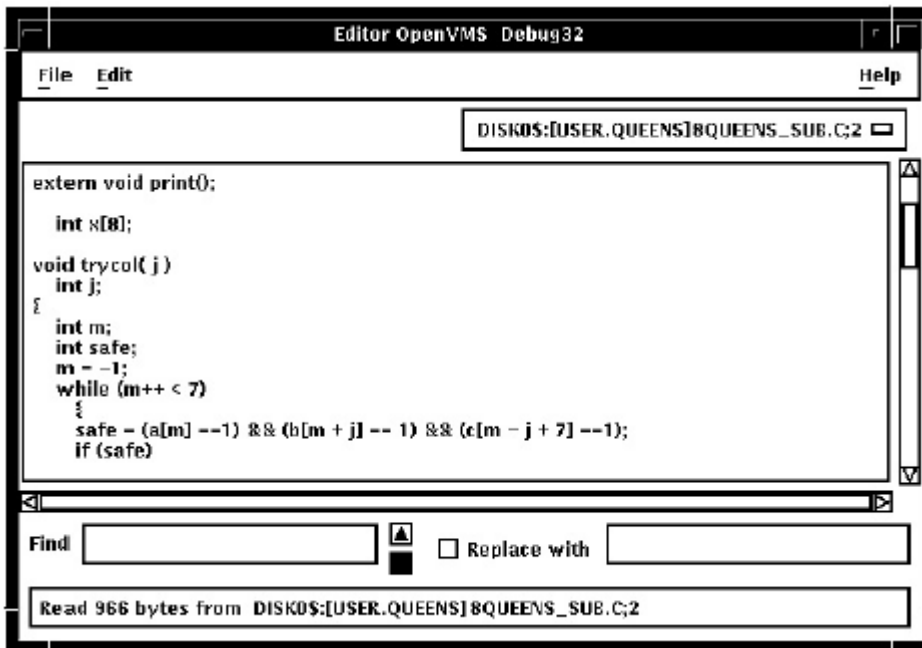 Editor OpenVMS Debug32
File Edit Help
DISK0$:[USER.QUEENS]8QUEENS_SUB.C;2
extern void print();
int x[8];
void trycol( j )
int j;
{
int m;
int safe;
m = -1;
while (m++ < 7)
{
safe = (a[m] ==1) && (b[m + j] == 1) && (c[m - j + 7] ==1);
if (safe)
Find Replace with
Read 966 bytes from DISK0$:[USER.QUEENS] 8QUEENS_SUB.C;2